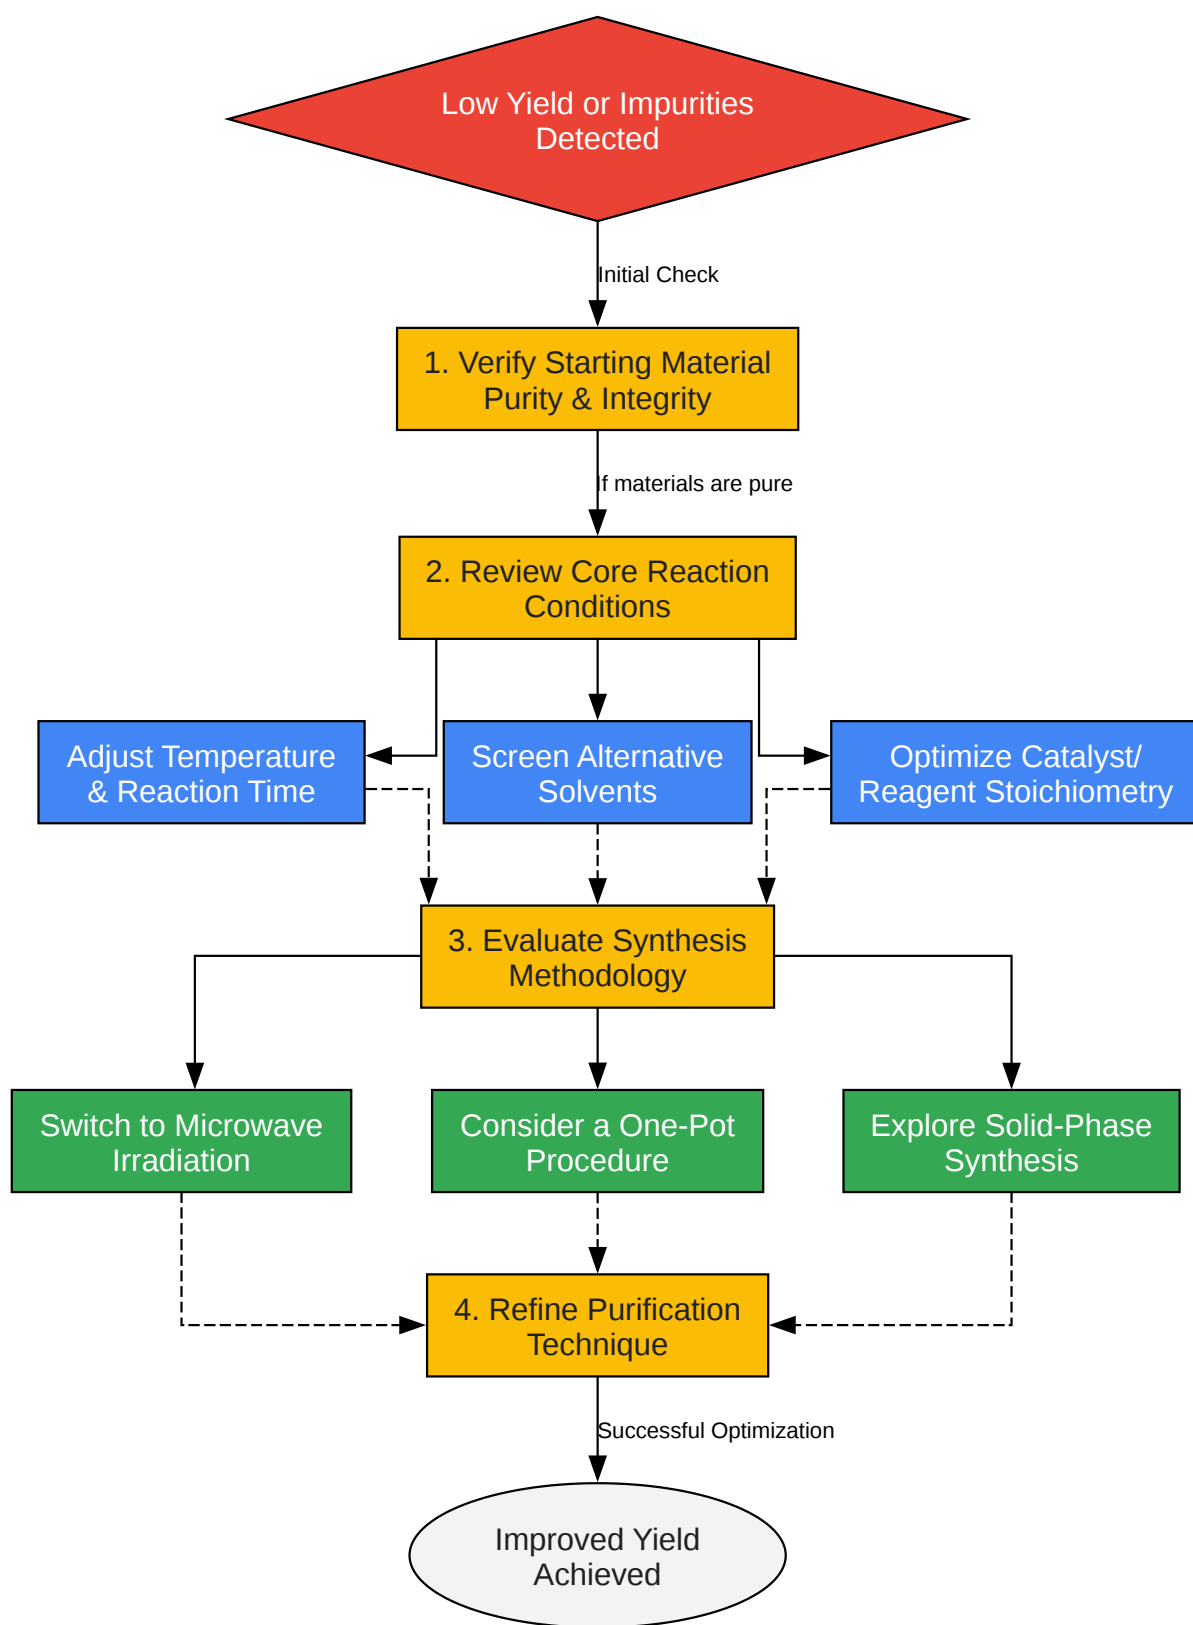 Low Yield or Impurities
Detected
Initial Check
1. Verify Starting Material
Purity & Integrity
If materials are pure
2. Review Core Reaction
Conditions
Adjust Temperature
& Reaction Time
Screen Alternative
Solvents
Optimize Catalyst/
Reagent Stoichiometry
3. Evaluate Synthesis
Methodology
Switch to Microwave
Irradiation
Consider a One-Pot
Procedure
Explore Solid-Phase
Synthesis
4. Refine Purification
Technique
Successful Optimization
Improved Yield
Achieved